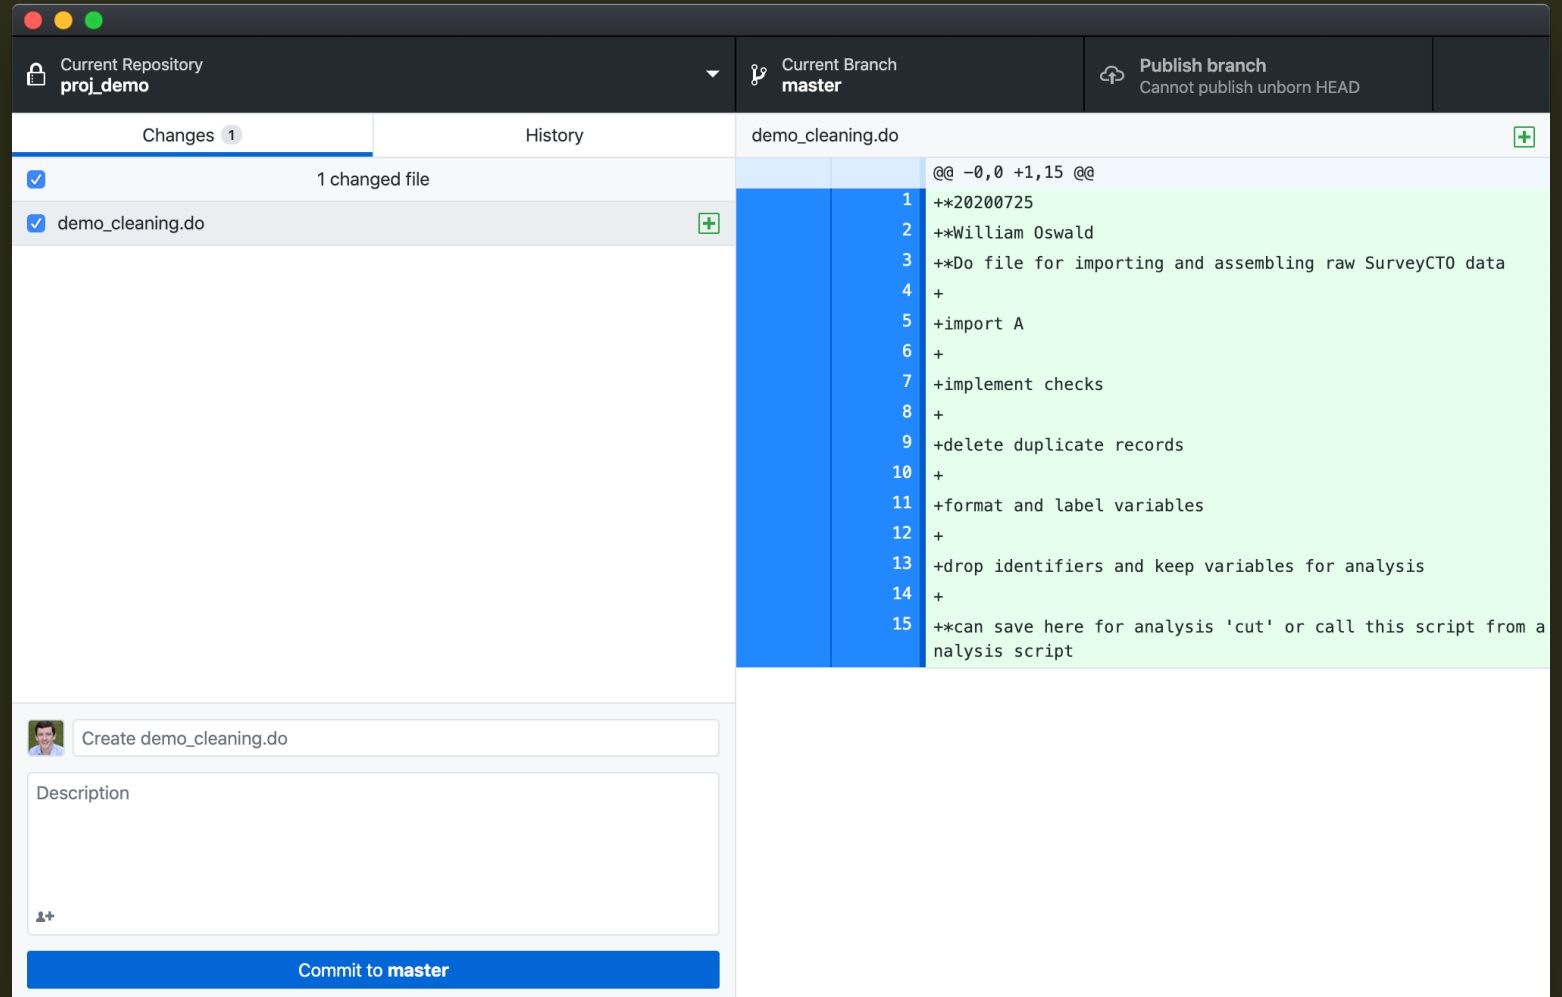 Current Repository
proj_demo
Current Branch
master
Publish branch
Cannot publish unborn HEAD
Changes 1
History
1 changed file
demo_cleaning.do
demo_cleaning.do
@@ -0,0 +1,15 @@
1 +*20200725
2 +*William Oswald
3 +*Do file for importing and assembling raw SurveyCTO data
4 +
5 +import A
6 +
7 +implement checks
8 +
9 +delete duplicate records
10 +
11 +format and label variables
12 +
13 +drop identifiers and keep variables for analysis
14 +
15 +*can save here for analysis 'cut' or call this script from a
nalysis script
Create demo_cleaning.do
Description
Commit to master